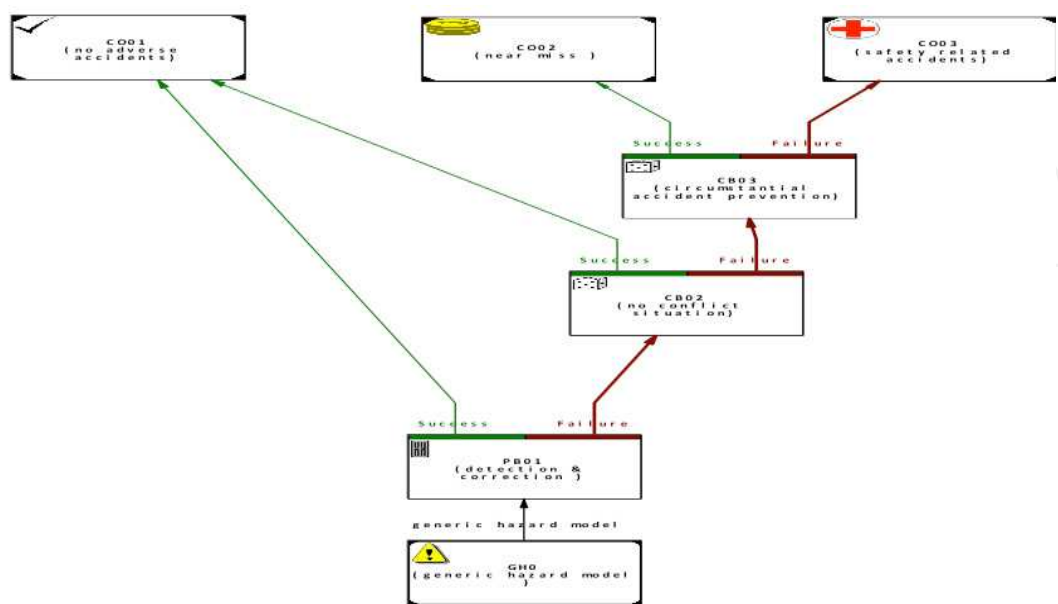 CO01
(no adverse
accidents)
CO02
(near miss )
CO03
(safety related
accidents)
Success
Failure
CB03
(circumstantial
accident prevention)
Success
Failure
CB02
(no conflict
situation)
Success
Failure
PB01
(detection &
correction )
generic hazard model
GH0
(generic hazard model
)